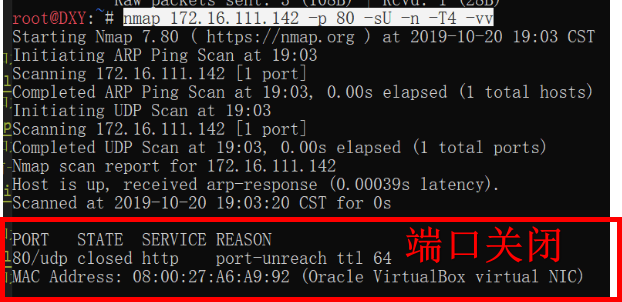 Raw packets sent: 3 (108B) | Rcvd: 1 (28B)
root@DXY:~# nmap 172.16.111.142 -p 80 -sU -n -T4 -vv
Starting Nmap 7.80 ( https://nmap.org ) at 2019-10-20 19:03 CST
Initiating ARP Ping Scan at 19:03
Scanning 172.16.111.142 [1 port]
Completed ARP Ping Scan at 19:03, 0.00s elapsed (1 total hosts)
Initiating UDP Scan at 19:03
Scanning 172.16.111.142 [1 port]
Completed UDP Scan at 19:03, 0.00s elapsed (1 total ports)
Nmap scan report for 172.16.111.142
Host is up, received arp-response (0.00039s latency).
Scanned at 2019-10-20 19:03:20 CST for 0s
PORT STATE SERVICE REASON
80/udp closed http port-unreach ttl 64
端口关闭
MAC Address: 08:00:27:A6:A9:92 (Oracle VirtualBox virtual NIC)